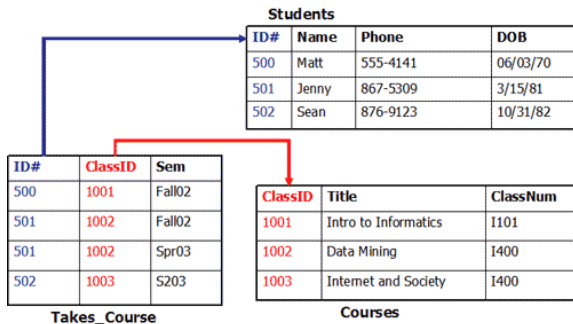 Students
ID# Name Phone DOB
500 Matt 555-4141 06/03/70
501 Jenny 867-5309 3/15/81
502 Sean 876-9123 10/31/82
ID# ClassID Sem
500 1001 Fall02
501 1002 Fall02
501 1002 Spr03
502 1003 S203
Takes_Course
ClassID Title ClassNum
1001 Intro to Informatics I101
1002 Data Mining I400
1003 Internet and Society I400
Courses